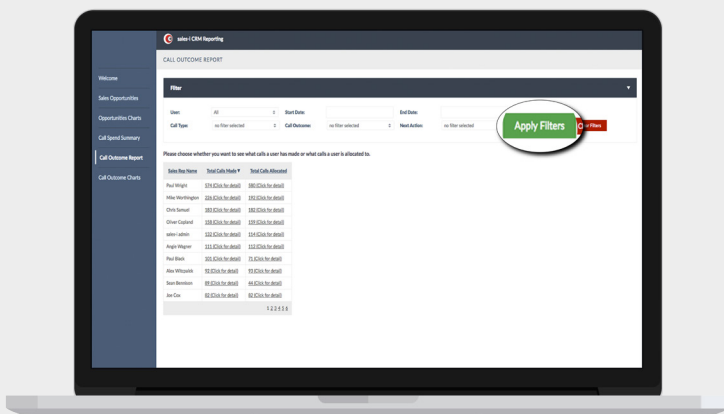 sales-i CRM Reporting
CALL OUTCOME REPORT
Welcome
Sales Opportunities
Opportunities Charts
Call Spend Summary
Call Outcome Report
Call Outcome Charts
Filter
User: All Start Date: End Date:
Call Type: no filter selected Call Outcome: no filter selected Next Action: no filter selected
Apply Filters
Filters
Please choose whether you want to see what calls a user has made or what calls a user is allocated to.
Sales Rep Name Total Calls Made ▼ Total Calls Allocated
Paul Wright 574 (Click for detail) 580 (Click for detail)
Mike Worthington 226 (Click for detail) 192 (Click for detail)
Chris Samuel 183 (Click for detail) 182 (Click for detail)
Oliver Copland 158 (Click for detail) 159 (Click for detail)
sales-i admin 132 (Click for detail) 114 (Click for detail)
Angie Wagner 111 (Click for detail) 112 (Click for detail)
Paul Black 101 (Click for detail) 71 (Click for detail)
Alex Witzavick 92 (Click for detail) 93 (Click for detail)
Sean Bennison 89 (Click for detail) 44 (Click for detail)
Joe Cox 82 (Click for detail) 82 (Click for detail)
1 2 3 4 5 6